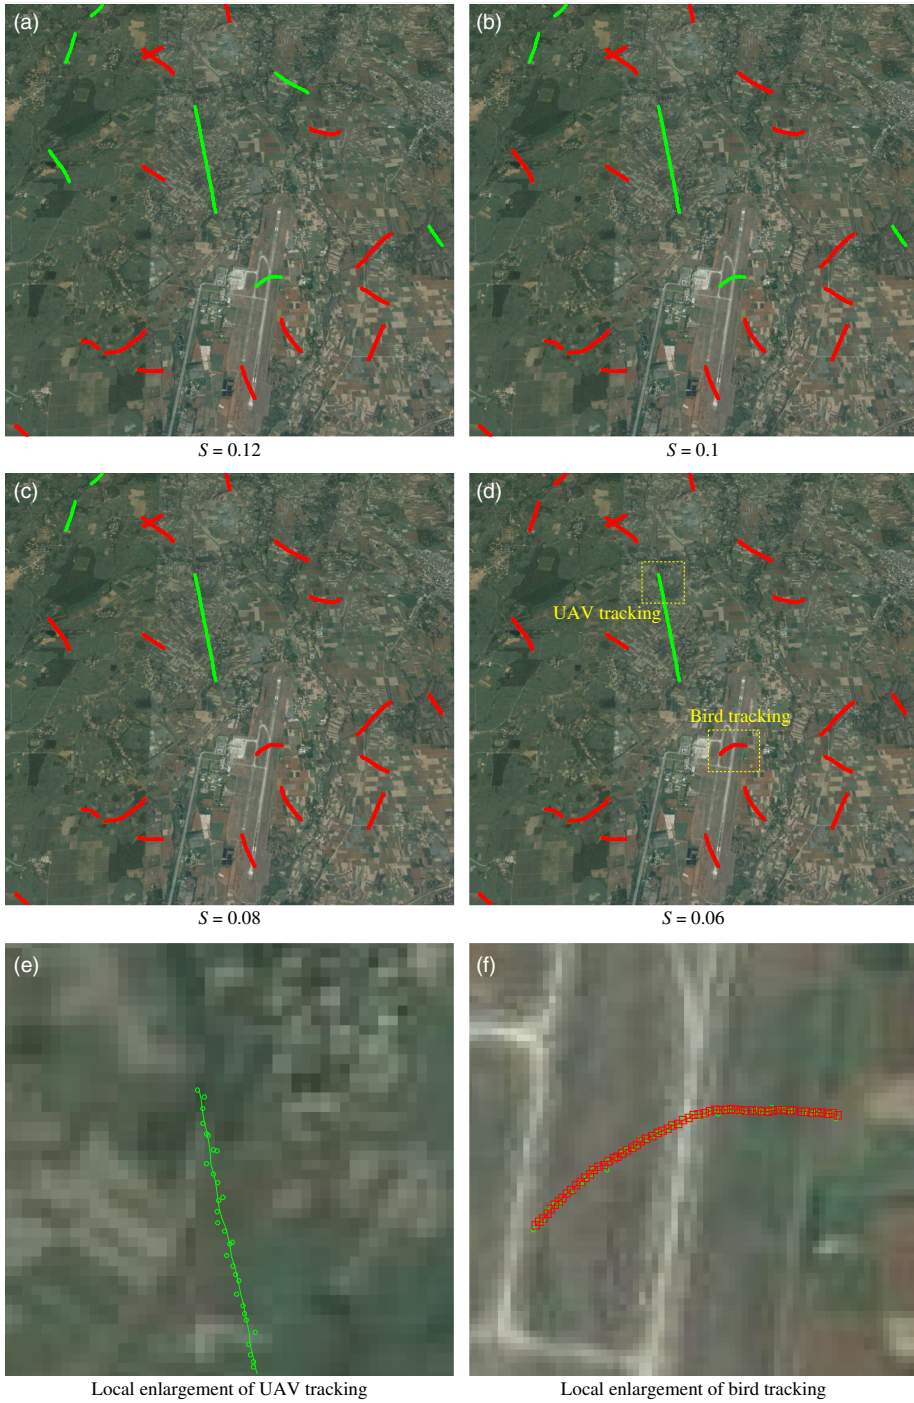 (a)
(b)
S = 0.12
S = 0.1
(c)
(d)
UAV tracking
Bird tracking
S = 0.08
S = 0.06
(e)
(f)
Local enlargement of UAV tracking
Local enlargement of bird tracking